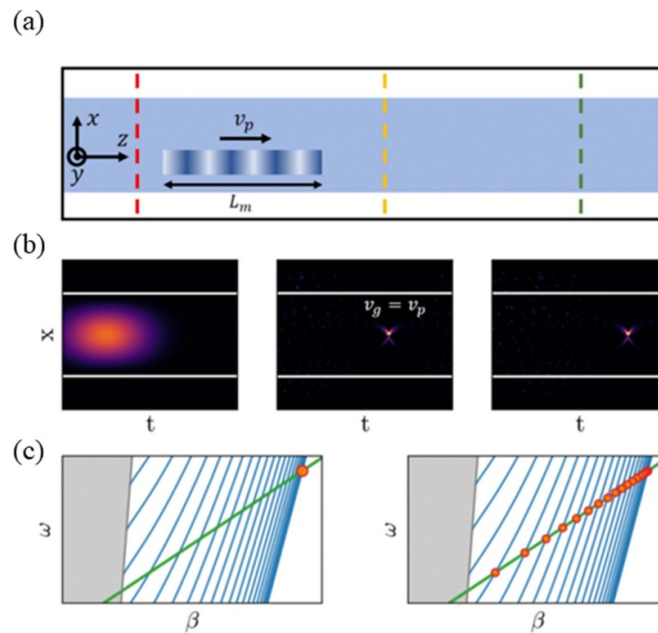 (a)
x
v_p
z
y
L_m
(b)
v_g = v_p
x
t
t
t
(c)
ω
β
ω
β